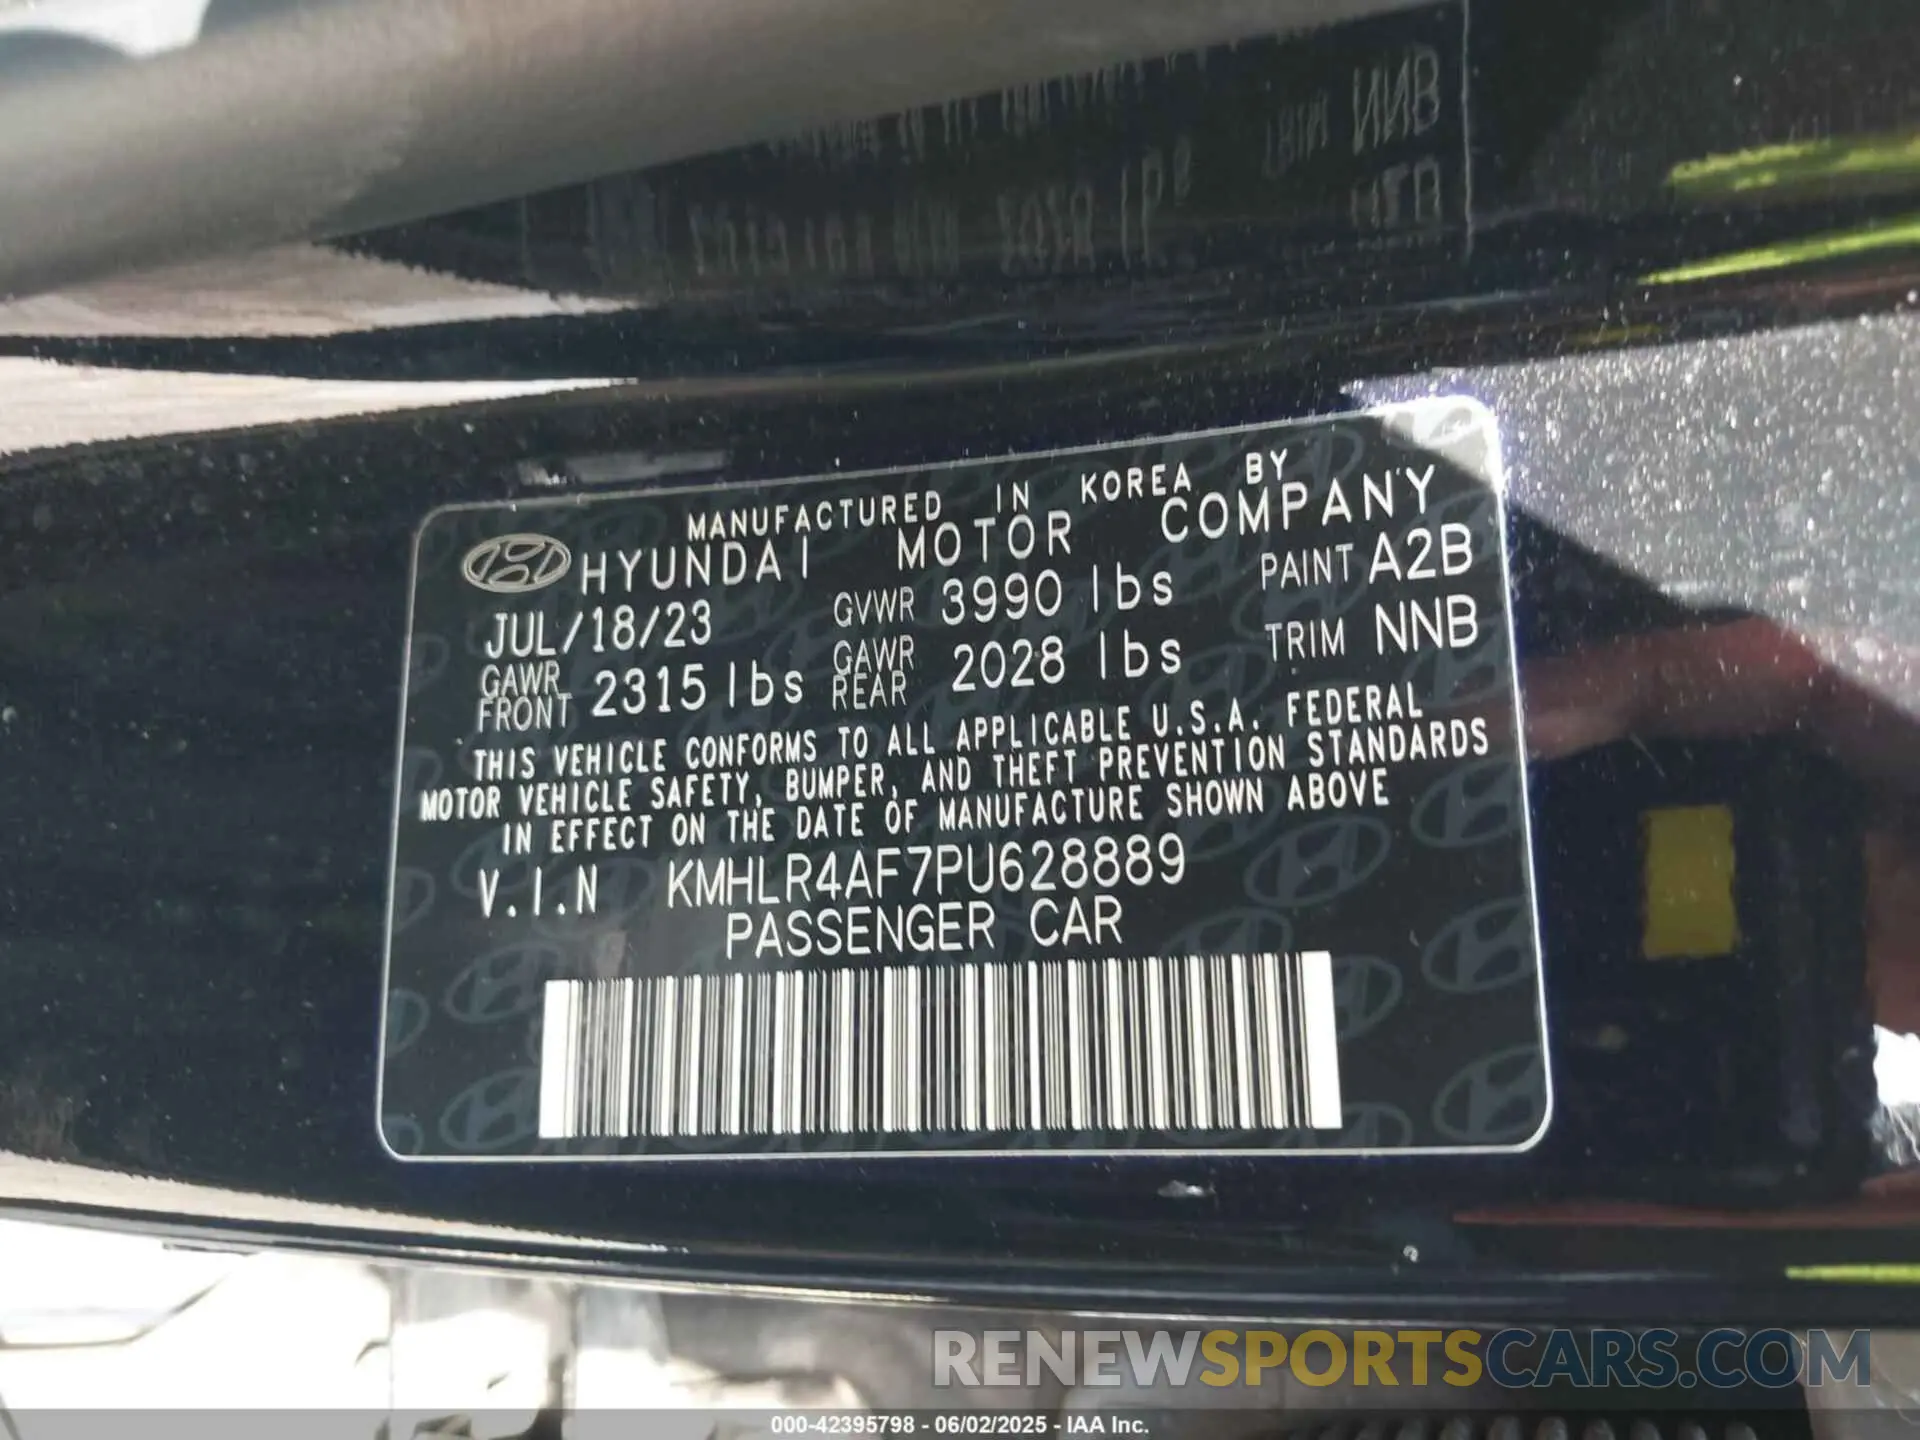 MANUFACTURED IN KOREA BY
HYUNDAI MOTOR COMPANY
JUL/18/23 GVWR 3990 lbs PAINT A2B
GAWR FRONT 2315 lbs GAWR REAR 2028 lbs TRIM NNB
THIS VEHICLE CONFORMS TO ALL APPLICABLE U.S.A. FEDERAL
MOTOR VEHICLE SAFETY, BUMPER, AND THEFT PREVENTION STANDARDS
IN EFFECT ON THE DATE OF MANUFACTURE SHOWN ABOVE
V.I.N KMHLR4AF7PU628889
PASSENGER CAR
RENEWSPORTSCARS.COM
000-42395798 - 06/02/2025 - IAA Inc.